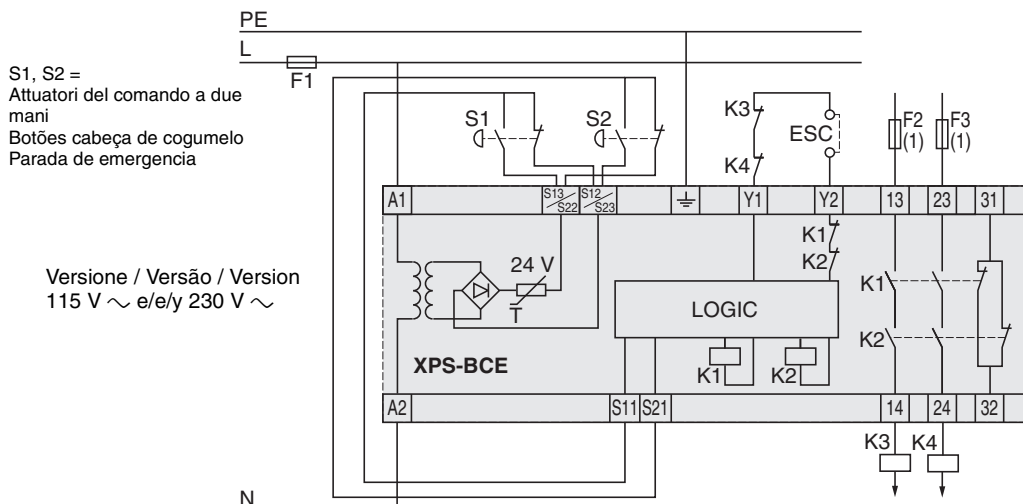 PE
L
F1
S1, S2 =
Attuatori del comando a due
mani
Botões cabeça de cogumelo
Parada de emergencia
S1
S2
K3
K4
ESC
F2
(1)
F3
(1)
A1
S13
S22
S12
S23
Y1
Y2
13
23
31
K1
K2
Versione / Versão / Version
115 V ~ e/e/y 230 V ~
24 V
T
LOGIC
K1
K2
K1
K2
XPS-BCE
A2
S11
S21
14
24
32
K3
K4
N